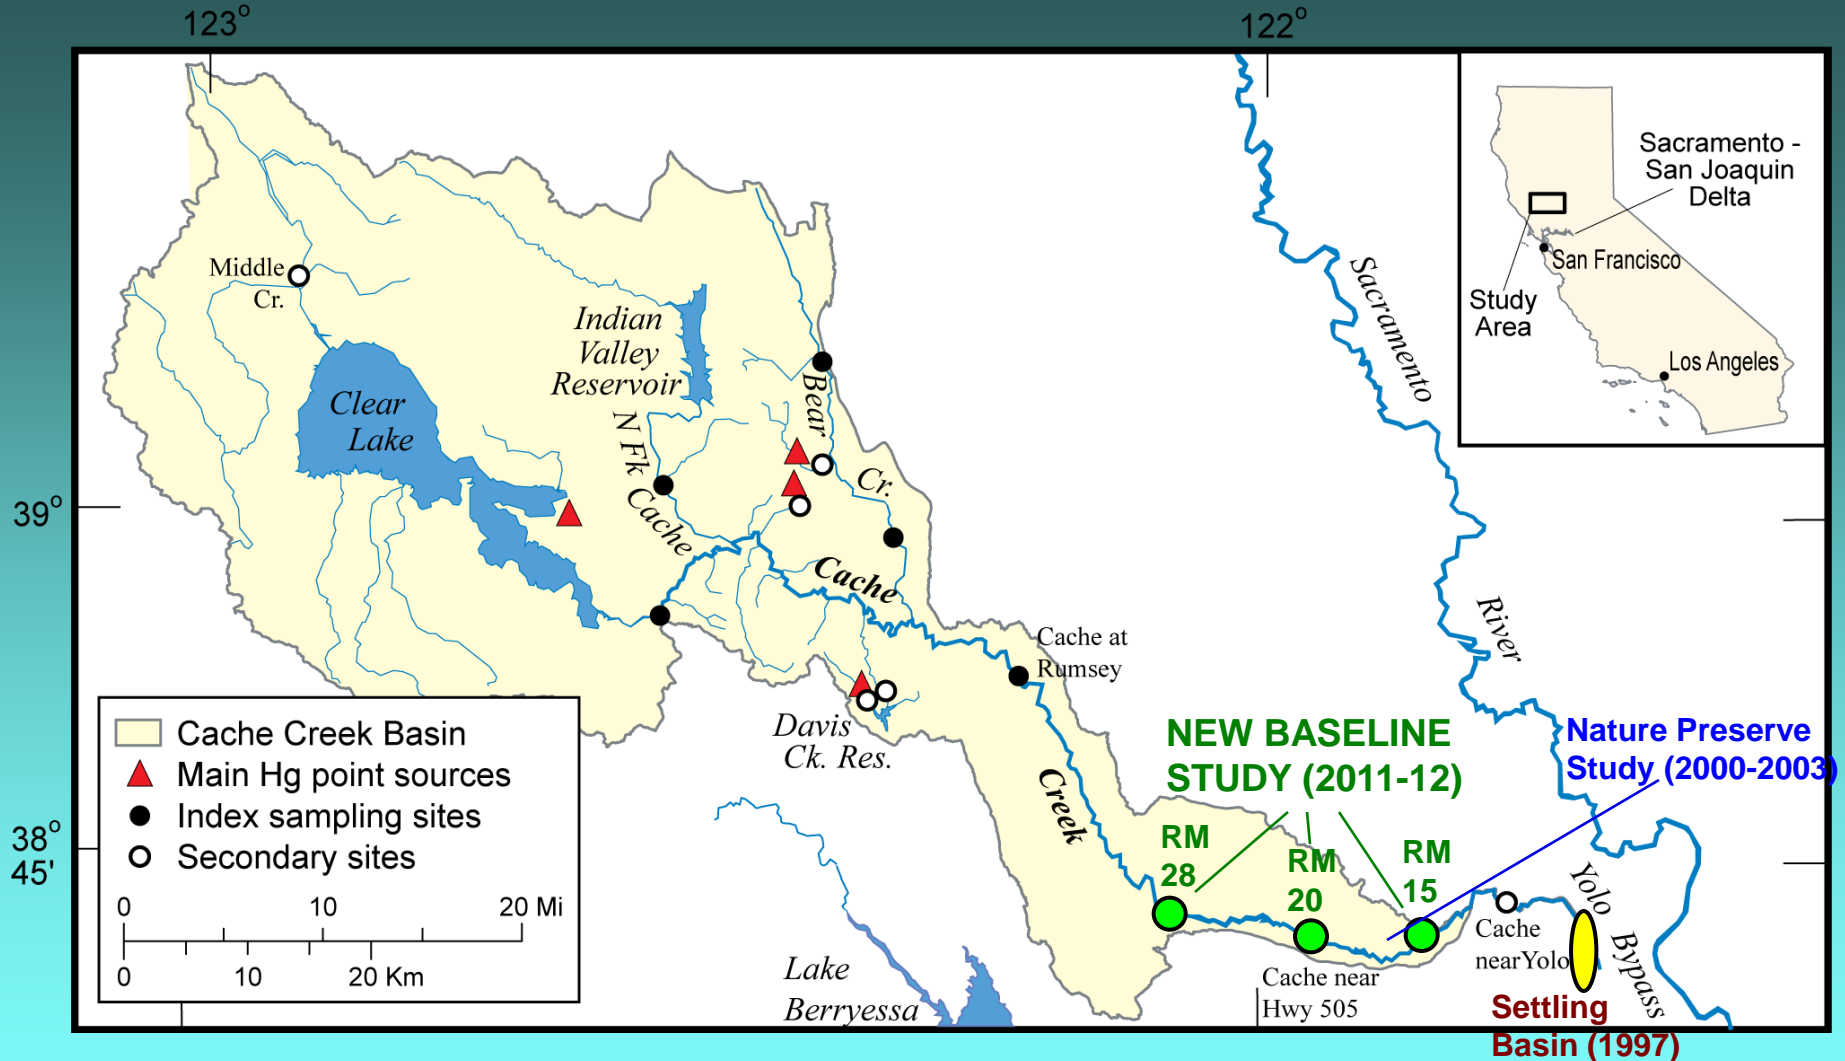 123°
122°
Sacramento -
San Joaquin
Delta
San Francisco
Study
Area
Los Angeles
Middle
Cr.
Indian
Valley
Reservoir
Clear
Lake
N Fk Cache
Bear
Cr.
Sacramento
River
39°
Cache
Creek
Cache at
Rumsey
Davis
Ck. Res.
Cache Creek Basin
Main Hg point sources
Index sampling sites
Secondary sites
0 10 20 Mi
0 10 20 Km
38°
45'
NEW BASELINE
STUDY (2011-12)
Nature Preserve
Study (2000-2003)
RM
28
RM
20
RM
15
Yolo
Bypass
Cache
nearYolo
Cache near
Hwy 505
Lake
Berryessa
Settling
Basin (1997)